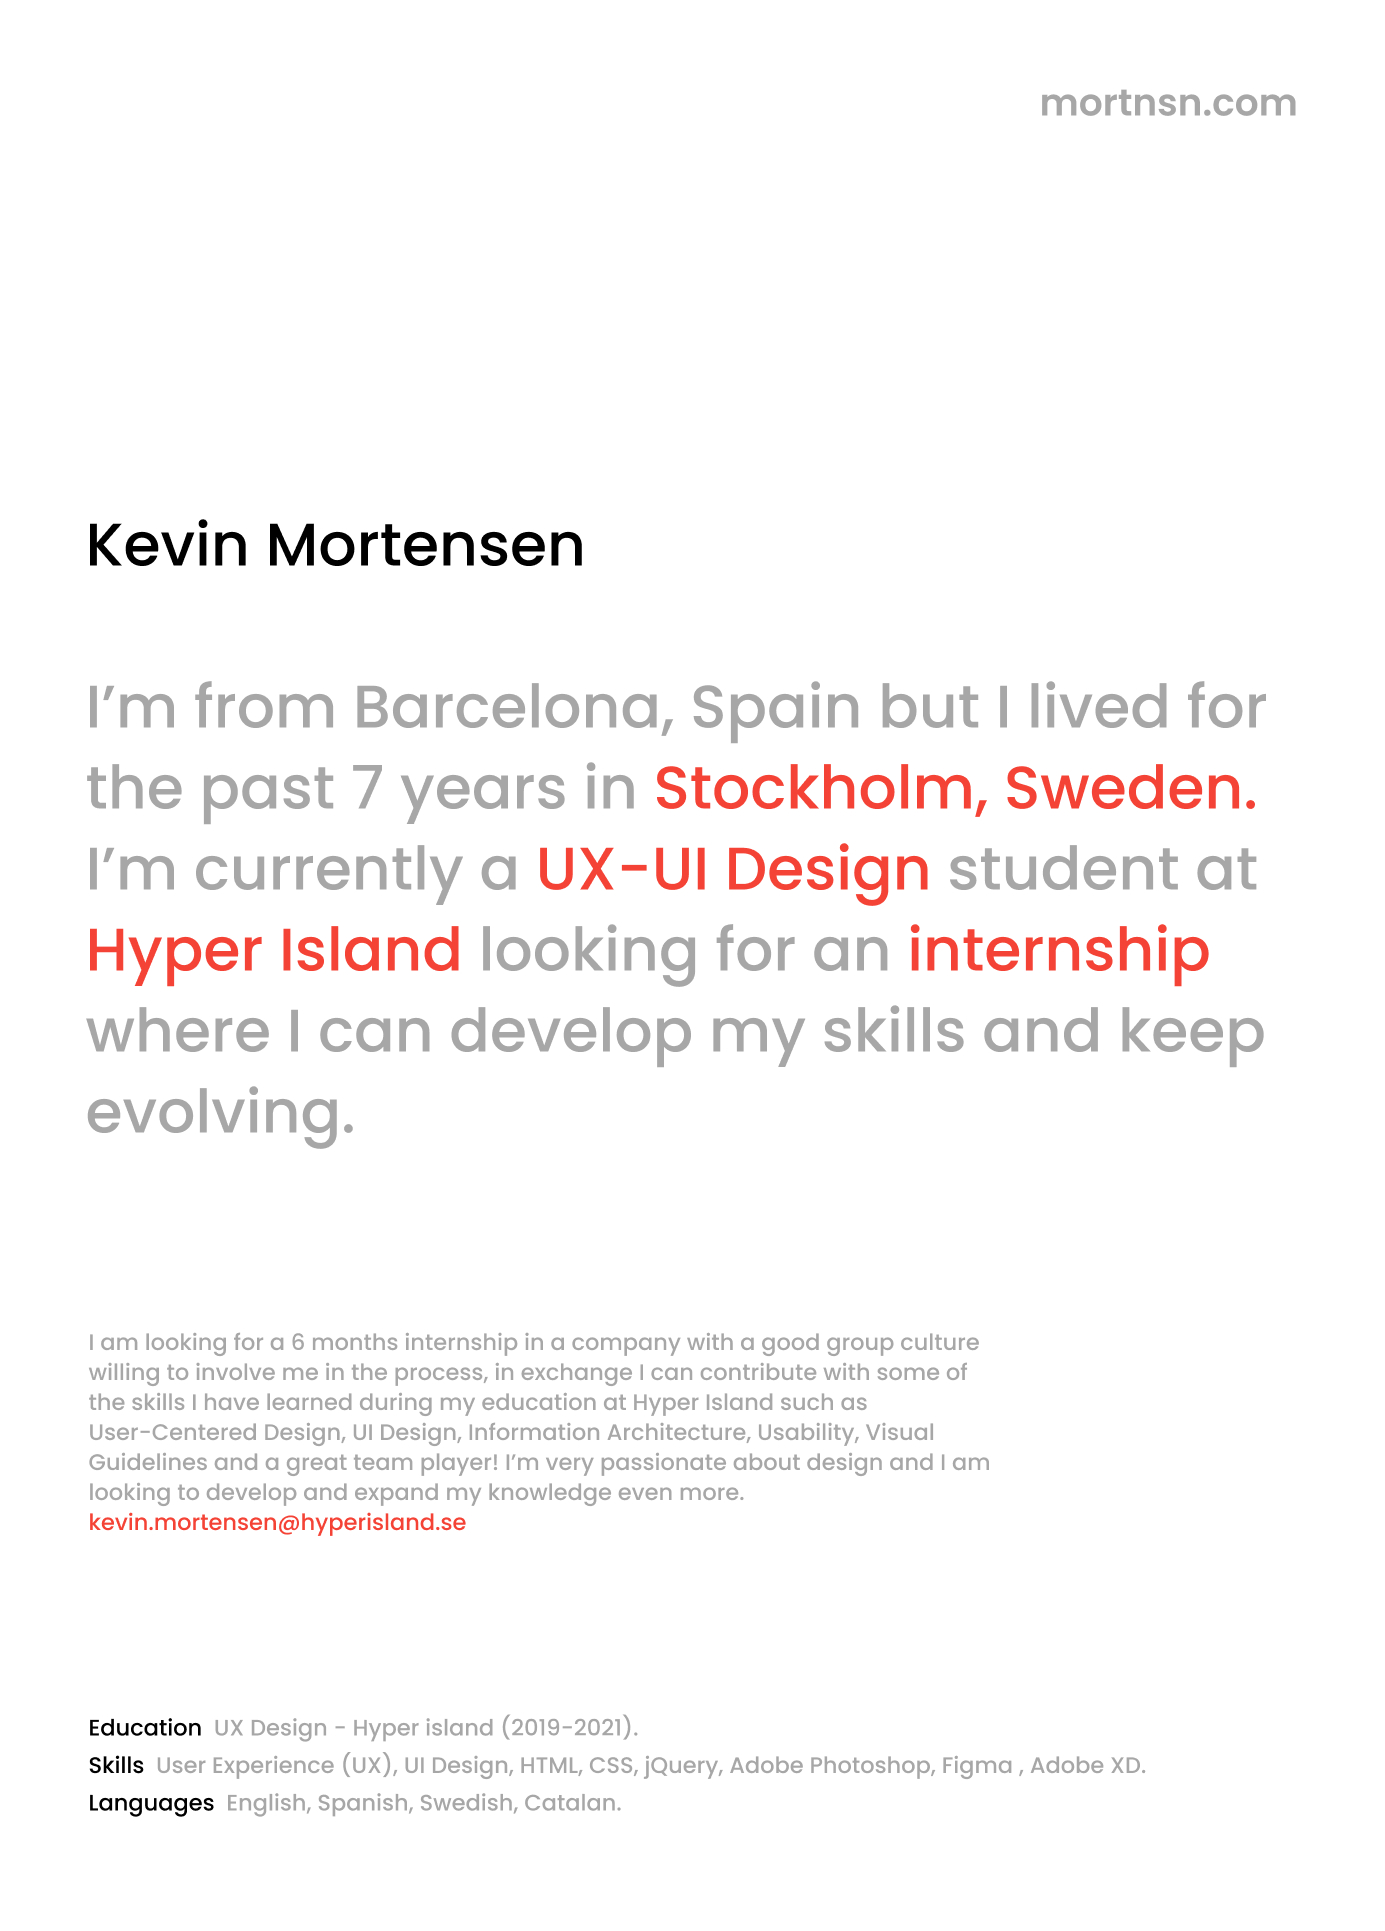 mortnsn.com
Kevin Mortensen
I’m from Barcelona, Spain but I lived for
the past 7 years in Stockholm, Sweden.
I’m currently a UX-UI Design student at
Hyper Island looking for an internship
where I can develop my skills and keep
evolving.
I am looking for a 6 months internship in a company with a good group culture
willing to involve me in the process, in exchange I can contribute with some of
the skills I have learned during my education at Hyper Island such as
User-Centered Design, UI Design, Information Architecture, Usability, Visual
Guidelines and a great team player! I’m very passionate about design and I am
looking to develop and expand my knowledge even more.
kevin.mortensen@hyperisland.se
Education UX Design - Hyper island (2019-2021).
Skills User Experience (UX), UI Design, HTML, CSS, jQuery, Adobe Photoshop, Figma , Adobe XD.
Languages English, Spanish, Swedish, Catalan.